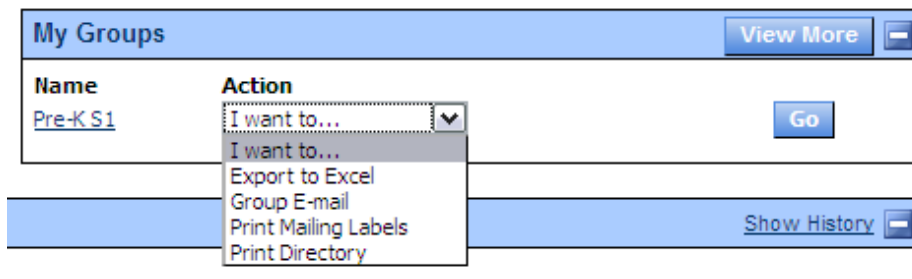 My Groups View More
Name Action
Pre-K S1 I want to... Go
I want to...
Export to Excel
Group E-mail
Print Mailing Labels
Show History
Print Directory